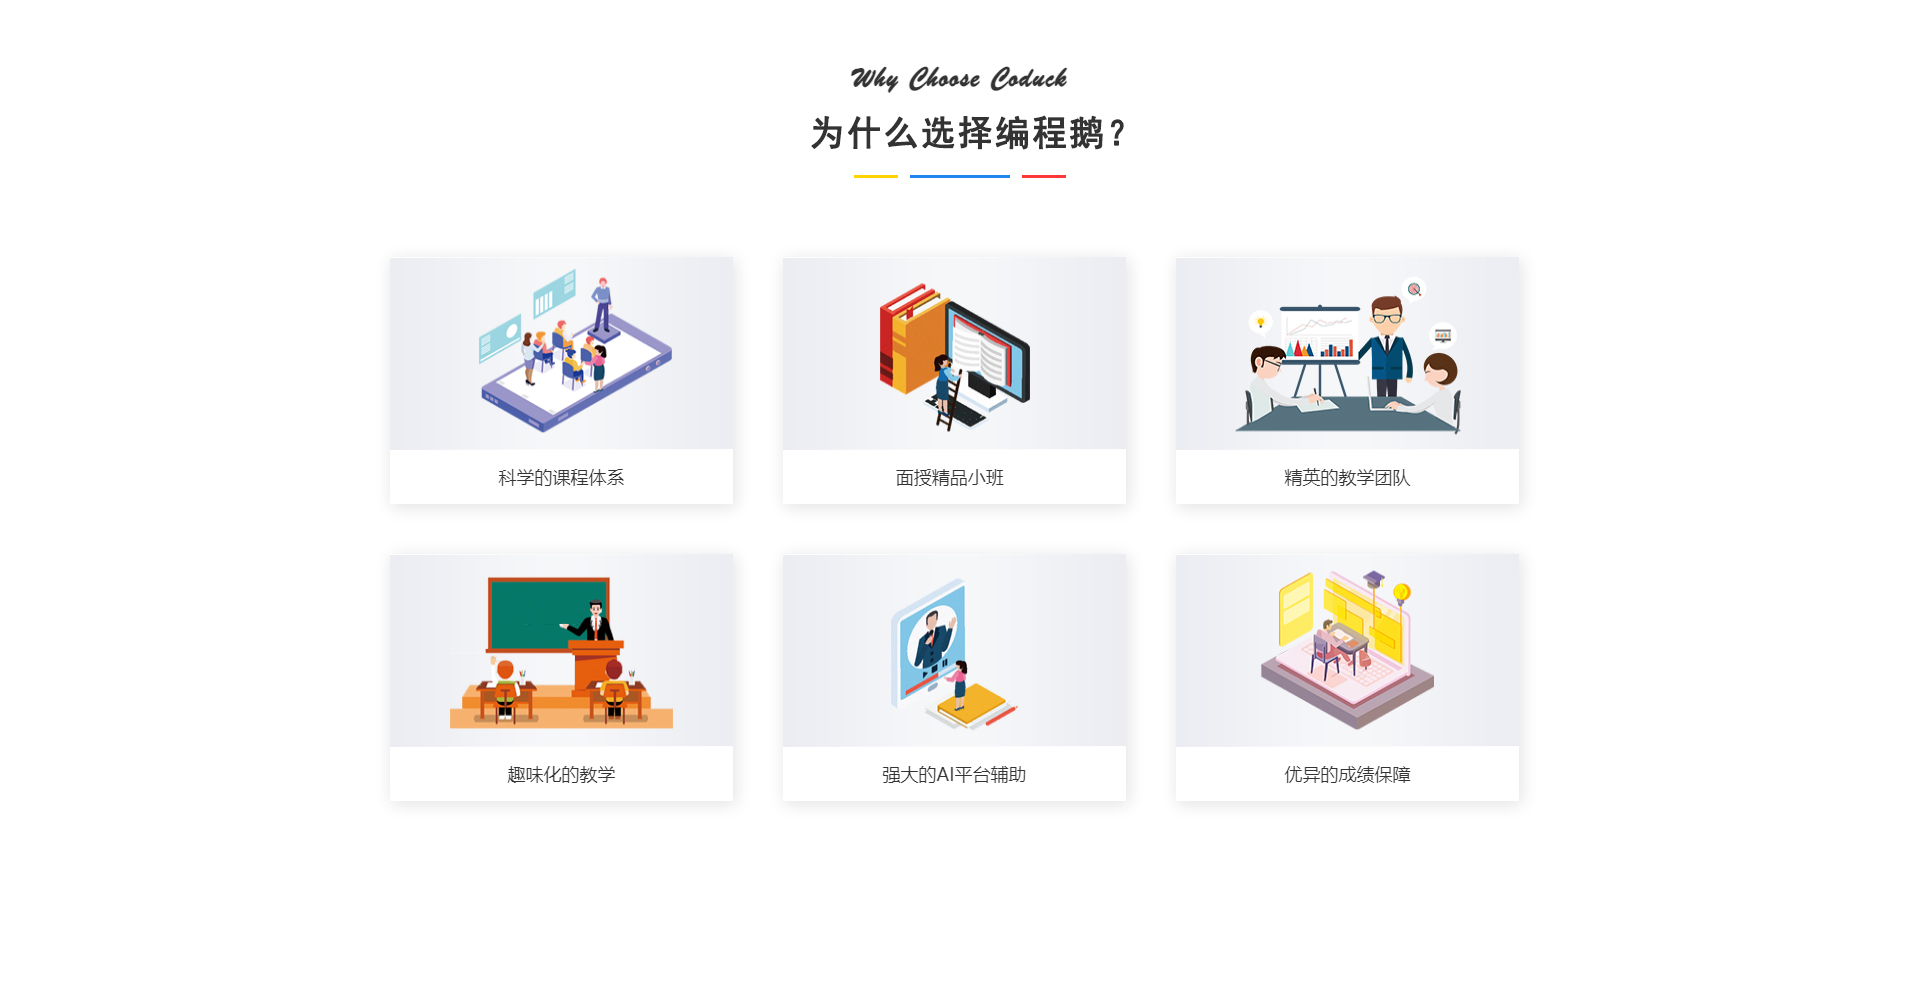 Why Choose Coduck
为什么选择编程鹅?
科学的课程体系
面授精品小班
精英的教学团队
趣味化的教学
强大的AI平台辅助
优异的成绩保障